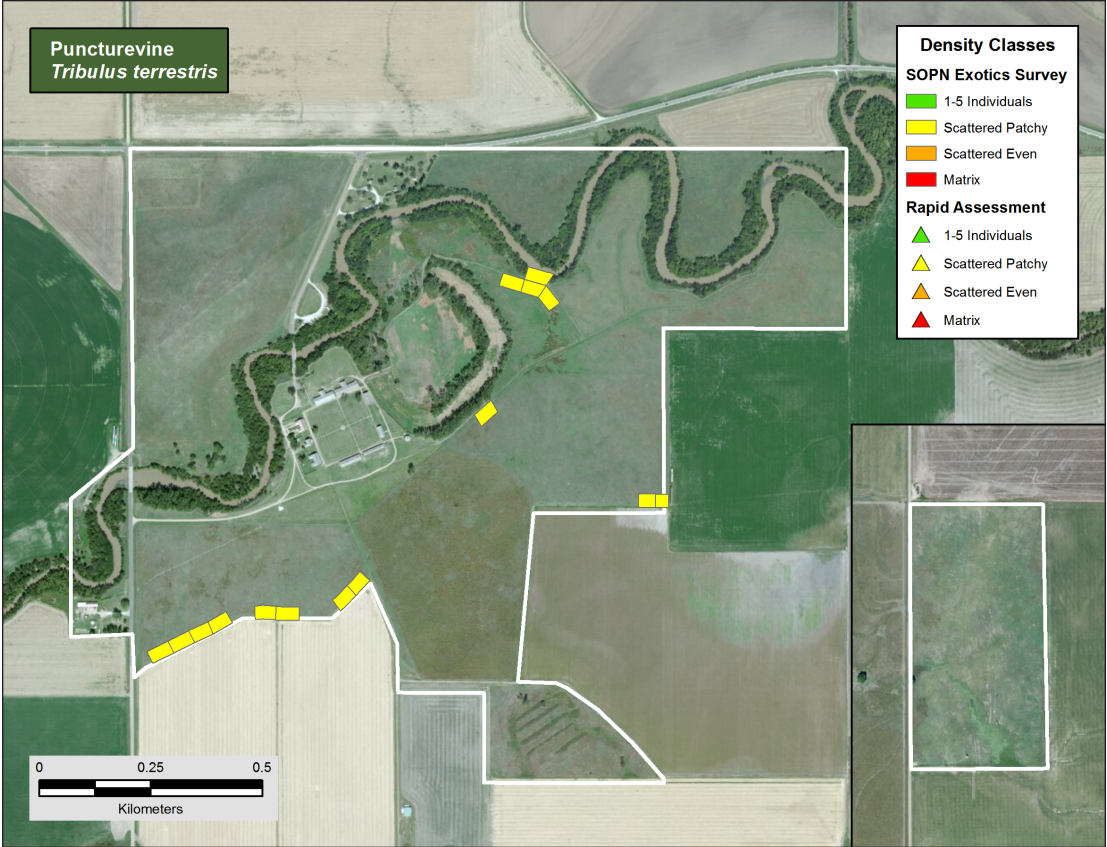 Puncturevine
Tribulus terrestris
Density Classes
SOPN Exotics Survey
1-5 Individuals
Scattered Patchy
Scattered Even
Matrix
Rapid Assessment
1-5 Individuals
Scattered Patchy
Scattered Even
Matrix
0 0.25 0.5
Kilometers